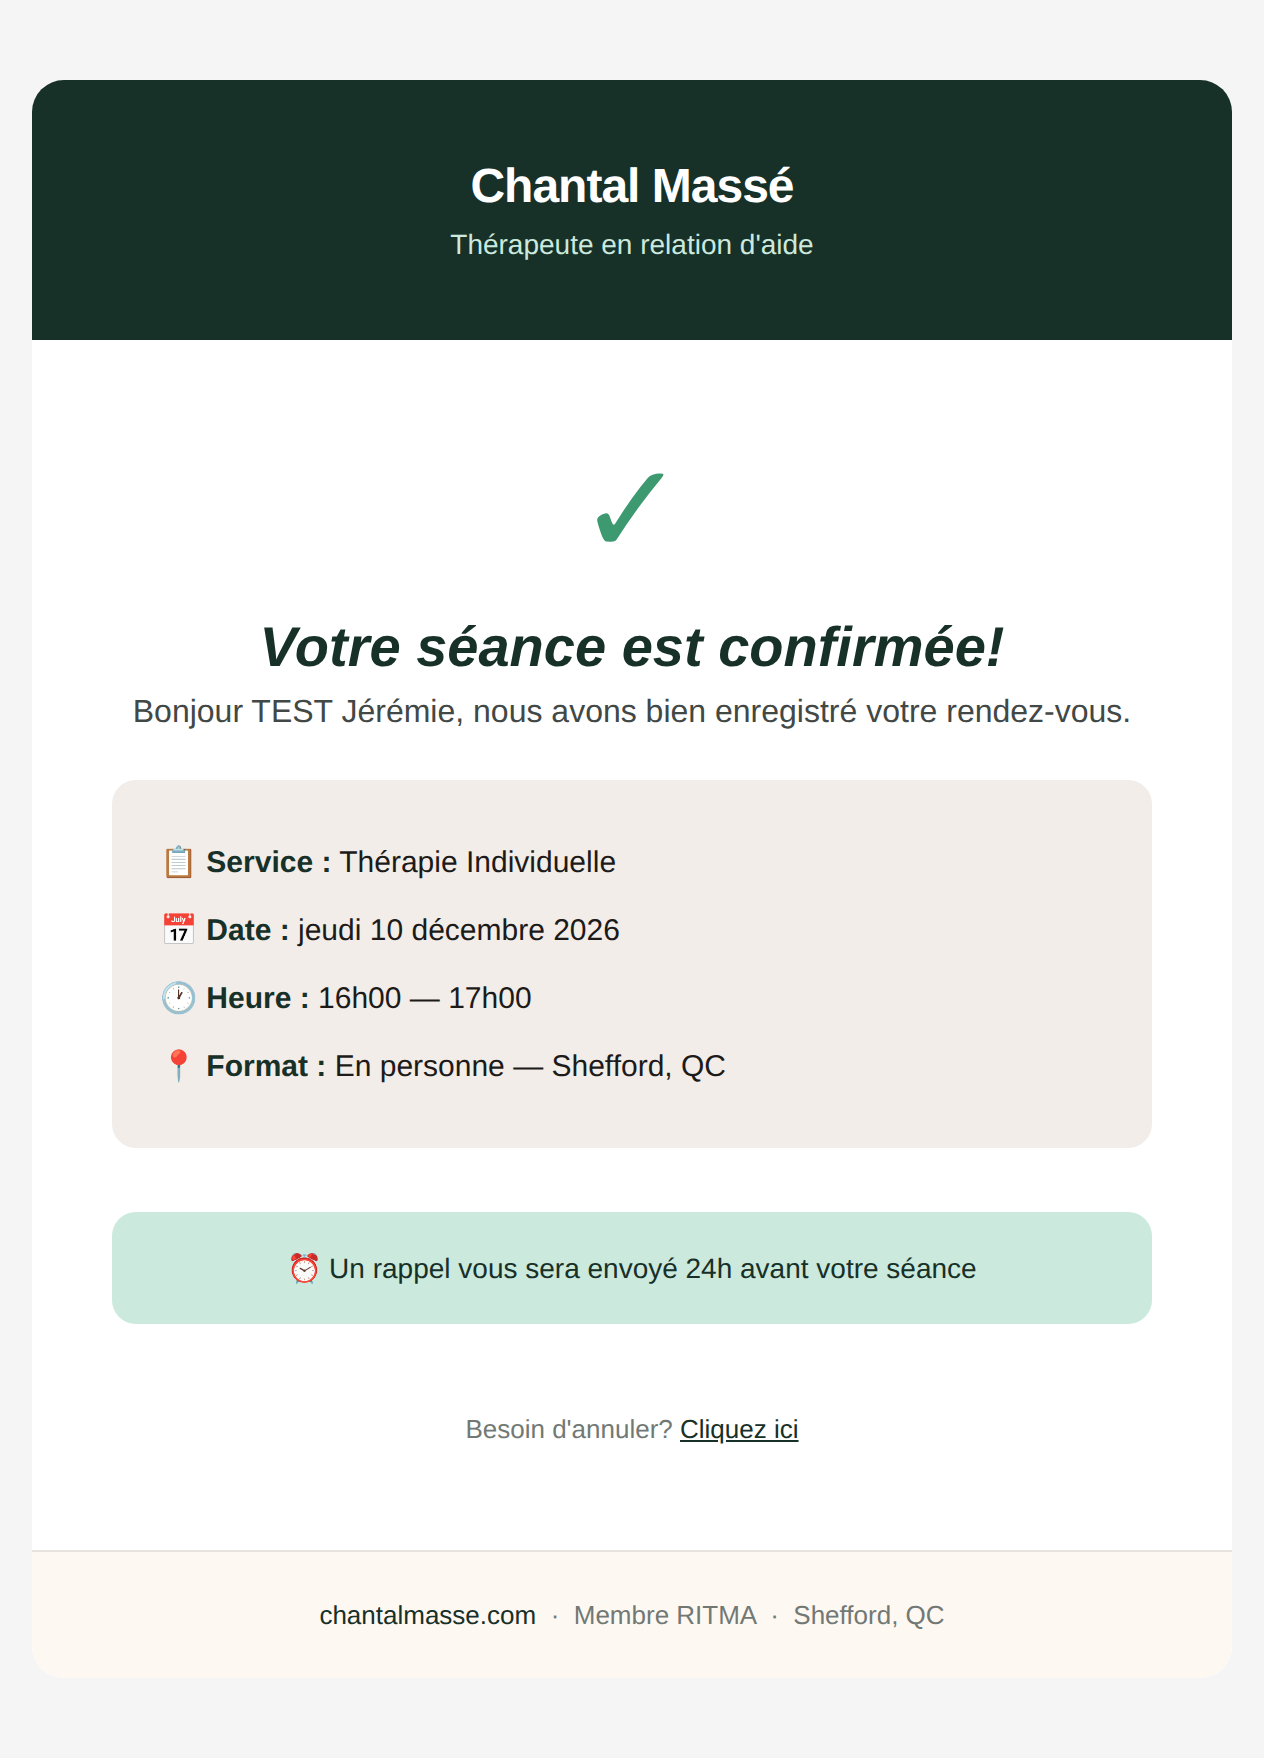 Chantal Massé
Thérapeute en relation d'aide
✓
Votre séance est confirmée!
Bonjour TEST Jérémie, nous avons bien enregistré votre rendez-vous.
📋 Service : Thérapie Individuelle
📅 Date : jeudi 10 décembre 2026
🕐 Heure : 16h00 — 17h00
📍 Format : En personne — Shefford, QC
⏰ Un rappel vous sera envoyé 24h avant votre séance
Besoin d'annuler? Cliquez ici
chantalmasse.com · Membre RITMA · Shefford, QC